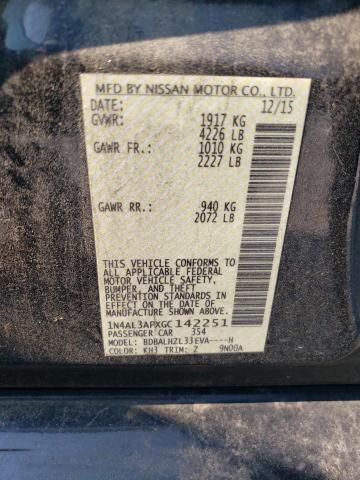 MFD BY NISSAN MOTOR CO., LTD.
DATE: 12/15
GVWR: 1917 KG
4226 LB
GAWR FR.: 1010 KG
2227 LB
GAWR RR.: 940 KG
2072 LB
THIS VEHICLE CONFORMS TO ALL
APPLICABLE FEDERAL
MOTOR VEHICLE SAFETY,
BUMPER, AND THEFT
PREVENTION STANDARDS
IN EFFECT ON THE DATE OF
MANUFACTURE SHOWN ABOVE.
1N4AL3APXGC142251
PASSENGER CAR 354
MODEL: BDBALHZL33EVA----H
COLOR: KH3 TRIM: Z 9N00A